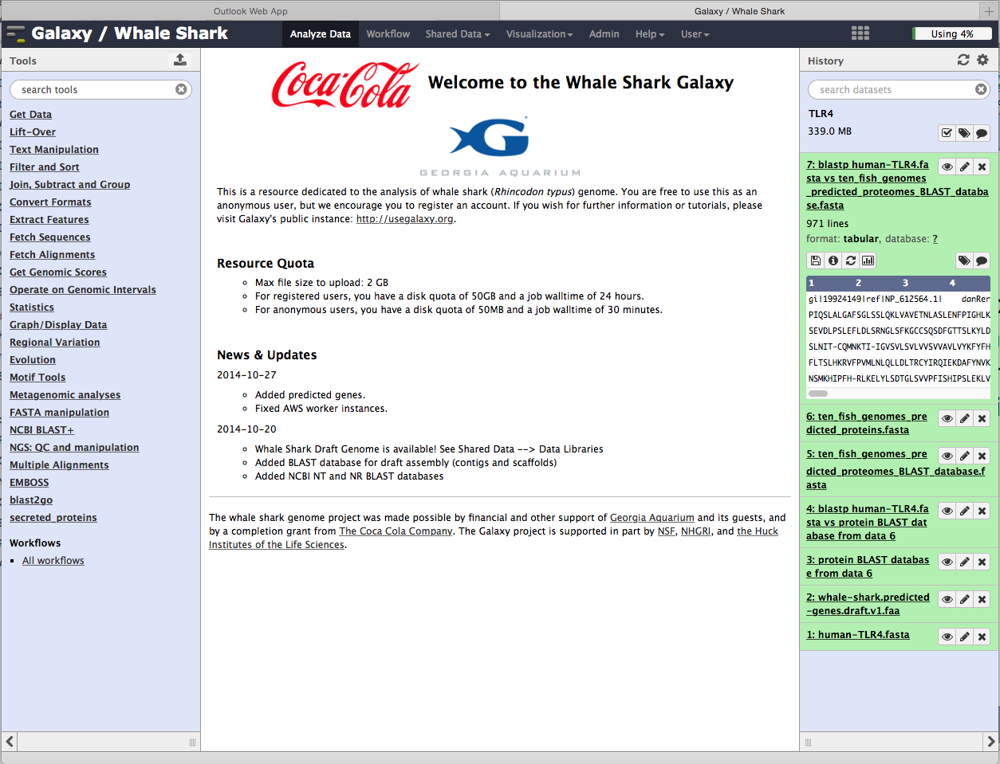 Outlook Web App
Galaxy / Whale Shark
Galaxy / Whale Shark
Analyze Data
Workflow
Shared Data
Visualization
Admin
Help
User
Using 4%
Tools
search tools
Get Data
Lift-Over
Text Manipulation
Filter and Sort
Join, Subtract and Group
Convert Formats
Extract Features
Fetch Sequences
Fetch Alignments
Get Genomic Scores
Operate on Genomic Intervals
Statistics
Graph/Display Data
Regional Variation
Evolution
Motif Tools
Metagenomic analyses
FASTA manipulation
NCBI BLAST+
NGS: QC and manipulation
Multiple Alignments
EMBOSS
blast2go
secreted_proteins
Workflows
All workflows
Coca-Cola
Welcome to the Whale Shark Galaxy
G
GEORGIA AQUARIUM
This is a resource dedicated to the analysis of whale shark (Rhincodon typus) genome. You are free to use this as an
anonymous user, but we encourage you to register an account. If you wish for further information or tutorials, please
visit Galaxy's public instance: http://usegalaxy.org.
Resource Quota
Max file size to upload: 2 GB
For registered users, you have a disk quota of 50GB and a job walltime of 24 hours.
For anonymous users, you have a disk quota of 50MB and a job walltime of 30 minutes.
News & Updates
2014-10-27
Added predicted genes.
Fixed AWS worker instances.
2014-10-20
Whale Shark Draft Genome is available! See Shared Data --> Data Libraries
Added BLAST database for draft assembly (contigs and scaffolds)
Added NCBI NT and NR BLAST databases
The whale shark genome project was made possible by financial and other support of Georgia Aquarium and its guests, and
by a completion grant from The Coca Cola Company. The Galaxy project is supported in part by NSF, NHGRI, and the Huck
Institutes of the Life Sciences.
History
search datasets
TLR4
339.0 MB
7: blastp human-TLR4.fa
sta vs ten_fish_genomes
_predicted_proteomes_BLAST_databa
se.fasta
971 lines
format: tabular, database: ?
1 2 3 4
gi|19924149|ref|NP_612564.1| danRer
PIQSLALGAFSGLSSLQKLVAVETNLASLENFPIGHLK
SEVDLPSLEFLDLSRNGLSFKGCCSQSDFGTTSLKYLD
SLNIT-CQMNKTI-IGVSVLSVLVVSVVAVLVYKFYFH
FLTSLHKRVFPVMLNLQLLDLTRCYIRQIEKDAFYNVK
NSMKHIPFH-RLKELYLSDTGLSVVPFISHIPSLEKLV
6: ten_fish_genomes_pre
dicted_proteins.fasta
5: ten_fish_genomes_pre
dicted_proteomes_BLAST_database.f
asta
4: blastp human-TLR4.fa
sta vs protein BLAST dat
abase from data 6
3: protein BLAST databas
e from data 6
2: whale-shark.predicted
-genes.draft.v1.faa
1: human-TLR4.fasta